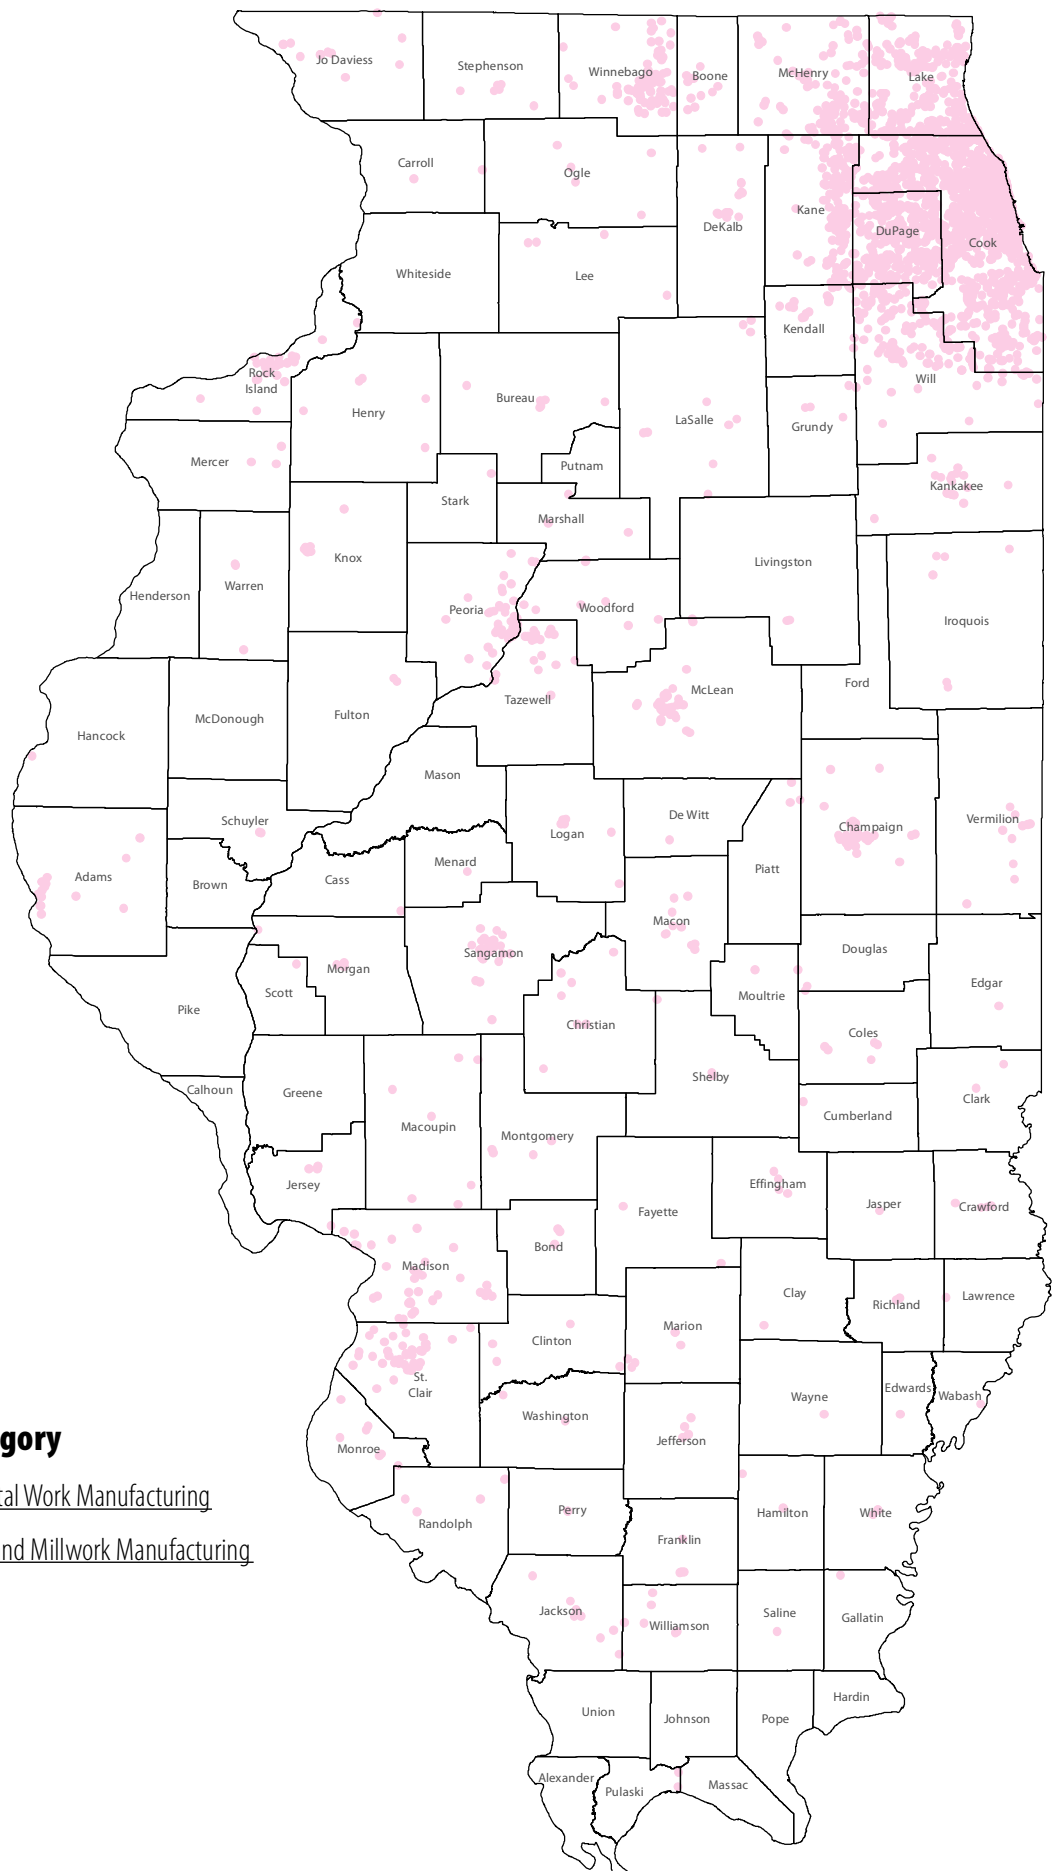 Jo Daviess
Stephenson
Winnebago
Boone
McHenry
Lake
Carroll
Ogle
Kane
DeKalb
DuPage
Cook
Whiteside
Lee
Kendall
Rock
Island
Will
Henry
Bureau
LaSalle
Grundy
Mercer
Putnam
Kankakee
Stark
Marshall
Knox
Livingston
Warren
Henderson
Peoria
Woodford
Iroquois
McLean
Ford
Tazewell
Fulton
McDonough
Hancock
Mason
Schuyler
Logan
De Witt
Champaign
Vermilion
Menard
Piatt
Adams
Brown
Cass
Macon
Sangamon
Douglas
Morgan
Scott
Moultrie
Edgar
Pike
Christian
Coles
Shelby
Calhoun
Greene
Clark
Cumberland
Macoupin
Montgomery
Jersey
Effingham
Jasper
Crawford
Fayette
Bond
Madison
Clay
Richland
Lawrence
Marion
Clinton
St.
Clair
Edwards
Wabash
Wayne
Washington
gory
Jefferson
Monroe
tal Work Manufacturing
Perry
Hamilton
White
Randolph
Franklin
nd Millwork Manufacturing
Jackson
Saline
Gallatin
Williamson
Hardin
Union
Johnson
Pope
Alexander
Pulaski
Massac